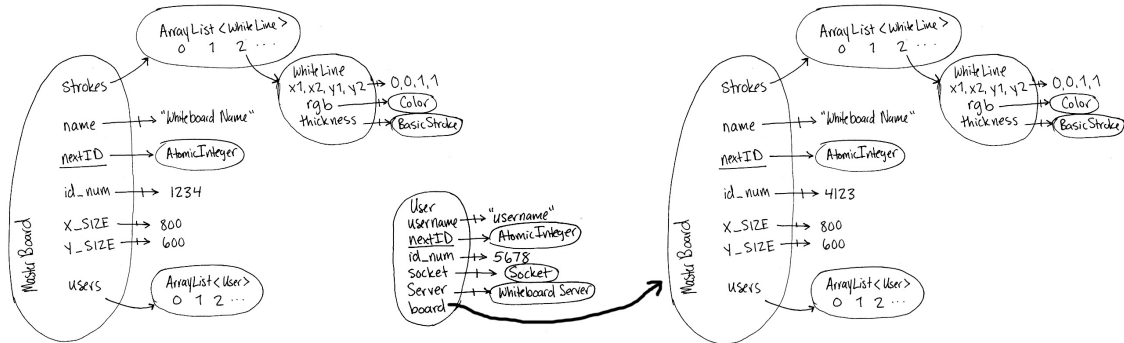 ArrayList<WhiteLine>
0 1 2 ...
WhiteLine
x1, x2, y1, y2 0,0,1,1
rgb Color
thickness BasicStroke
Master Board
strokes
name "Whiteboard Name"
nextID AtomicInteger
id_num 1234
X_SIZE 800
Y_SIZE 600
users
ArrayList<User>
0 1 2 ...
User
username "username"
nextID AtomicInteger
id_num 5678
socket Socket
Server Whiteboard Server
board
ArrayList<WhiteLine>
0 1 2 ...
WhiteLine
x1, x2, y1, y2 0,0,1,1
rgb Color
thickness BasicStroke
Master Board
strokes
name "Whiteboard Name"
nextID AtomicInteger
id_num 4123
X_SIZE 800
Y_SIZE 600
users
ArrayList<User>
0 1 2 ...